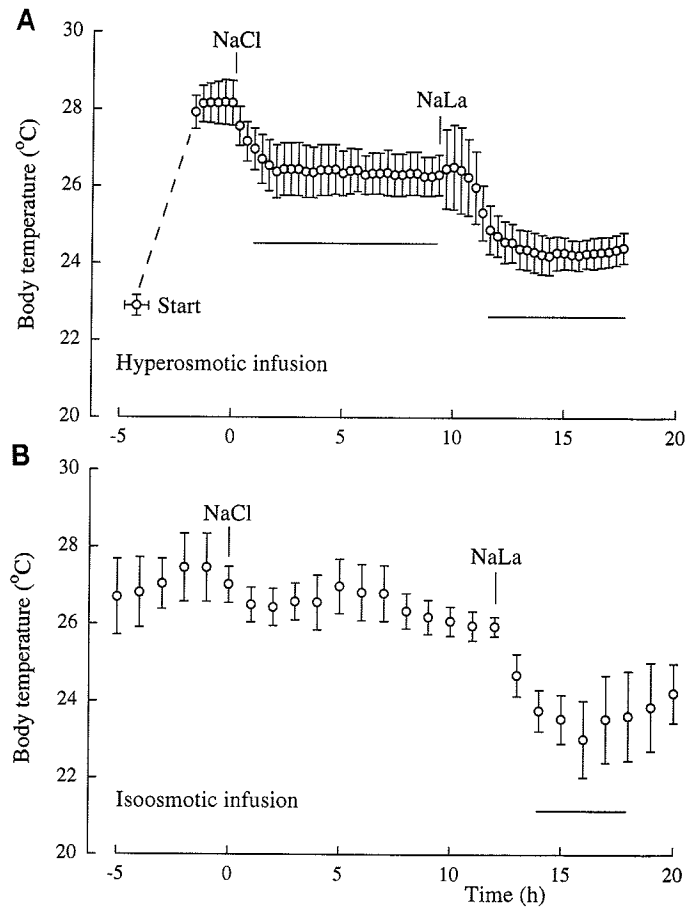 A
Body temperature (°C)
30
28
26
24
22
20
NaCl
NaLa
Start
Hyperosmotic infusion
-5 0 5 10 15 20
B
Body temperature (°C)
30
28
26
24
22
20
NaCl
NaLa
Isoosmotic infusion
-5 0 5 10 15 20
Time (h)